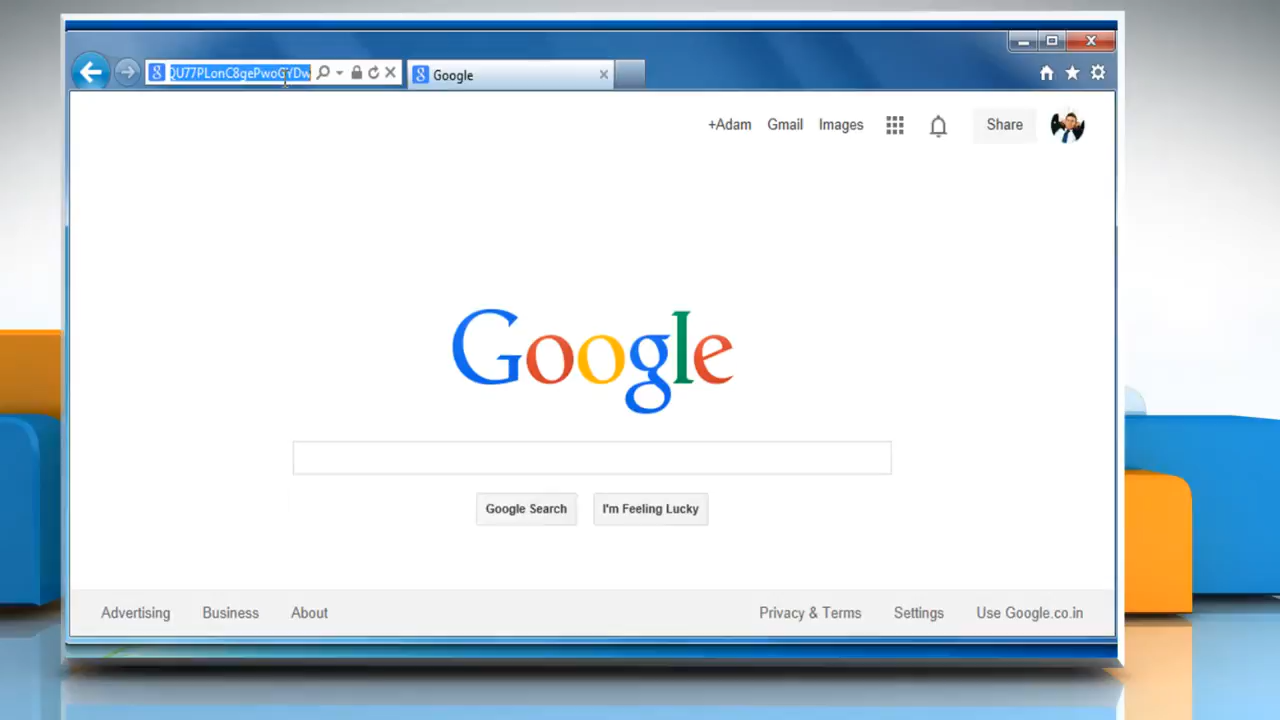 QU77PLonC8gePwoGYDw
Google
+Adam Gmail Images Share
Google
Google Search I'm Feeling Lucky
Advertising Business About Privacy & Terms Settings Use Google.co.in